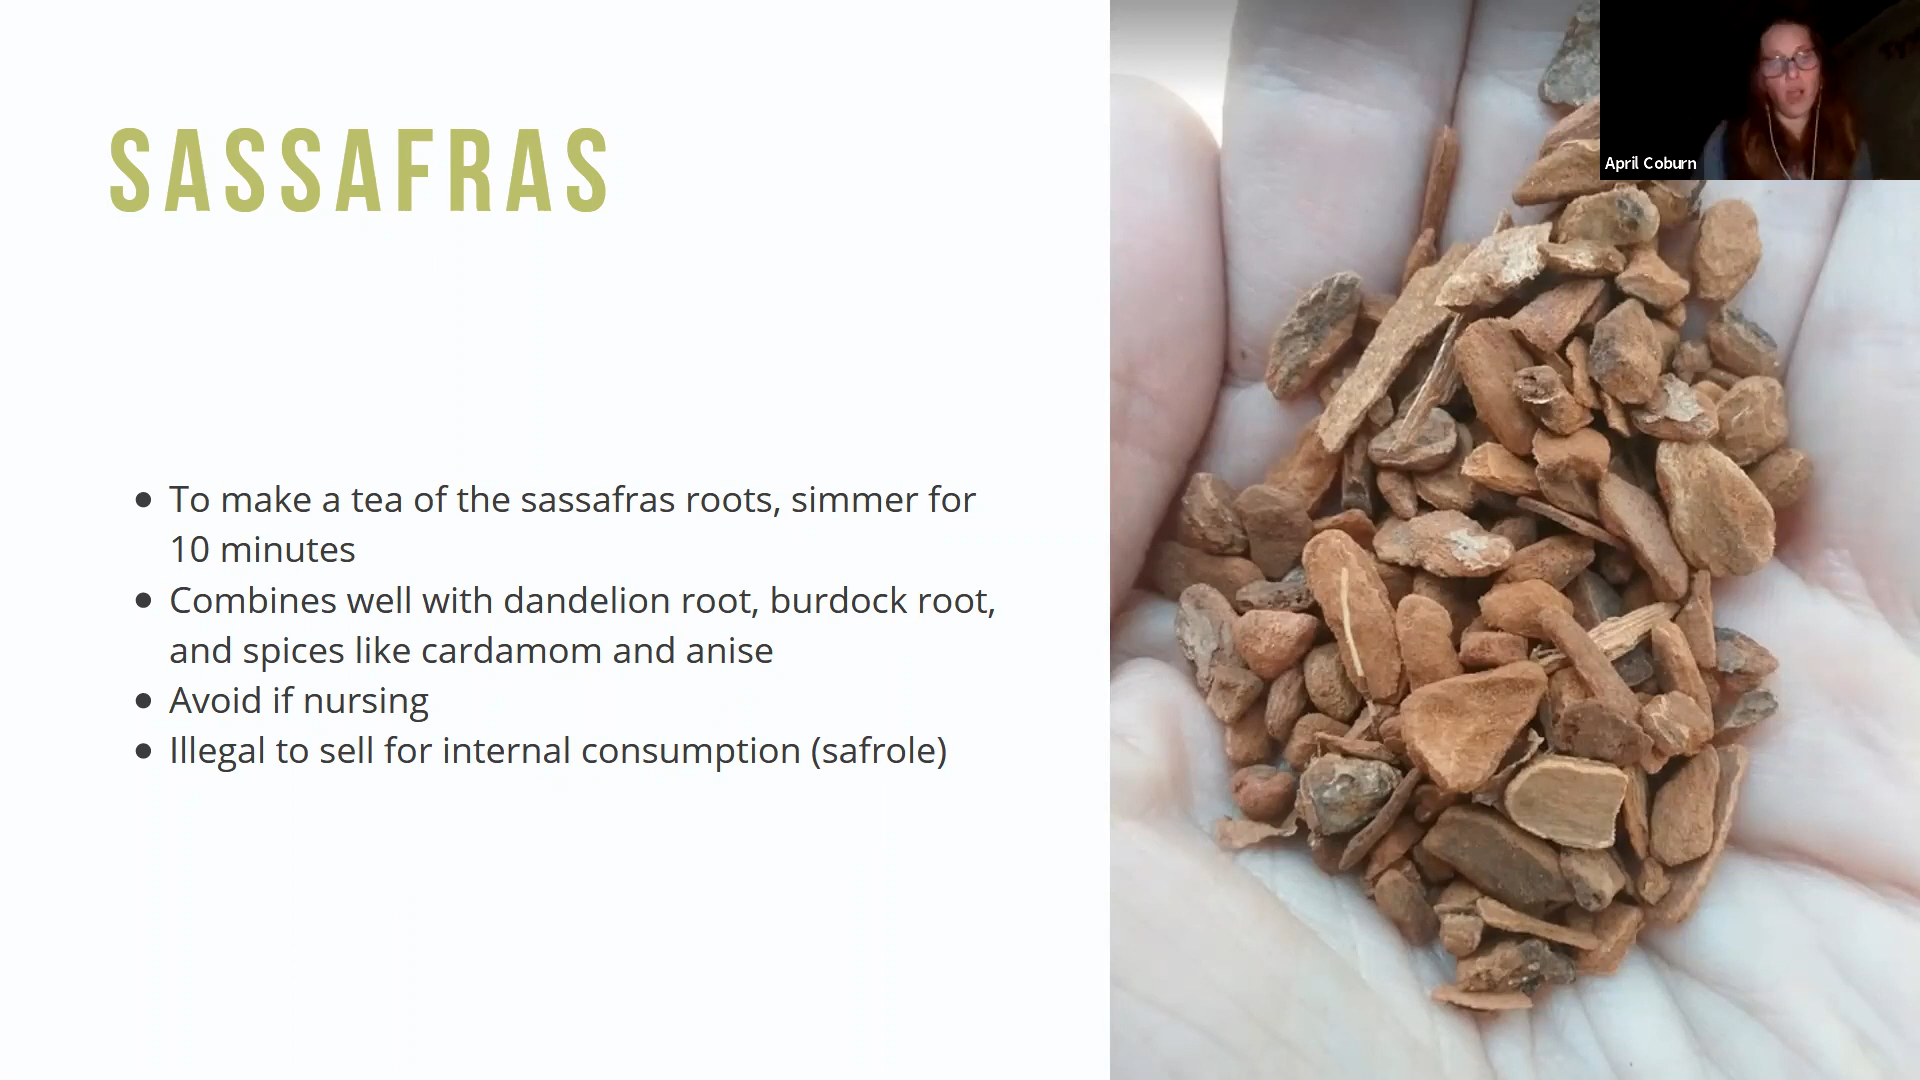 SASSAFRAS
April Coburn
• To make a tea of the sassafras roots, simmer for
10 minutes
• Combines well with dandelion root, burdock root,
and spices like cardamom and anise
• Avoid if nursing
• Illegal to sell for internal consumption (safrole)